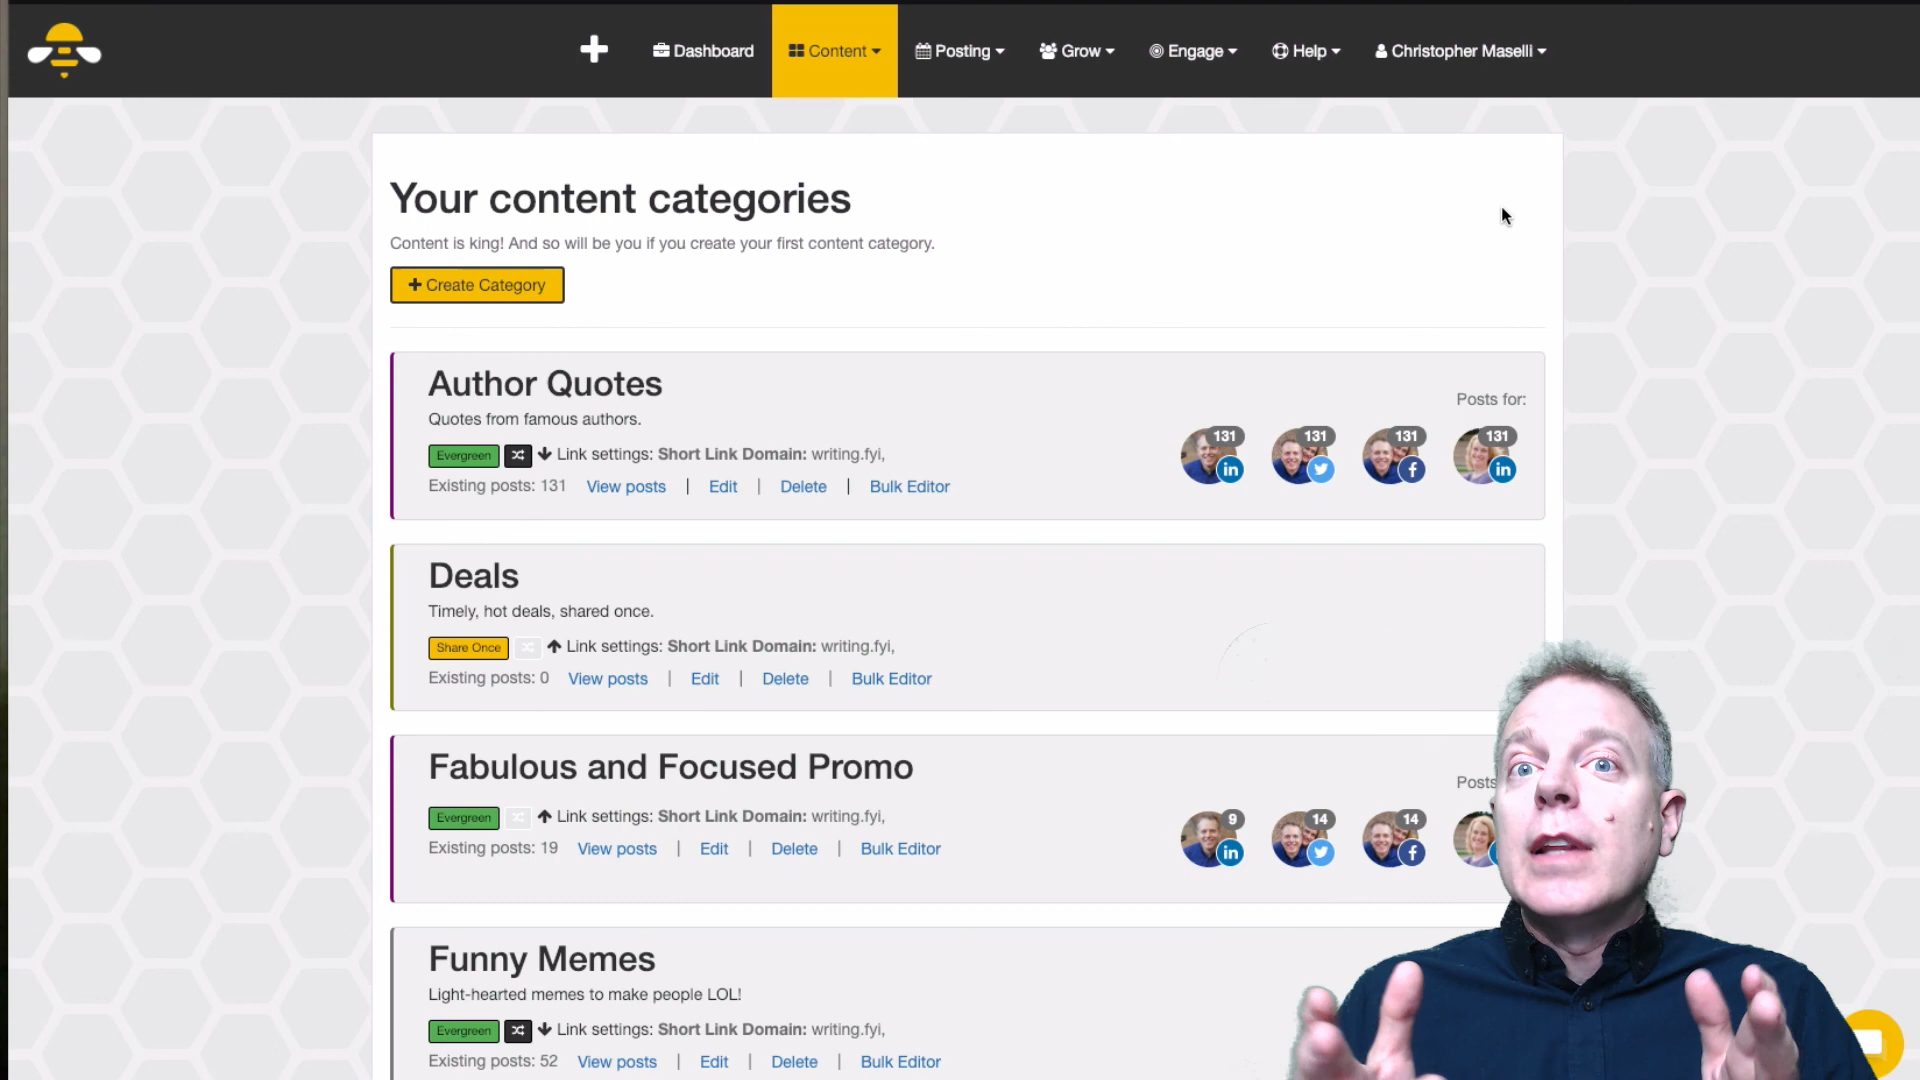 Dashboard Content Posting Grow Engage Help Christopher Maselli
Your content categories
Content is king! And so will be you if you create your first content category.
Create Category
Author Quotes
Quotes from famous authors.
Posts for:
Evergreen Link settings: Short Link Domain: writing.fyi,
131 131 131 131
Existing posts: 131 View posts | Edit | Delete | Bulk Editor
Deals
Timely, hot deals, shared once.
Share Once Link settings: Short Link Domain: writing.fyi,
Existing posts: 0 View posts | Edit | Delete | Bulk Editor
Fabulous and Focused Promo
Posts
Evergreen Link settings: Short Link Domain: writing.fyi,
9 14 14
Existing posts: 19 View posts | Edit | Delete | Bulk Editor
Funny Memes
Light-hearted memes to make people LOL!
Evergreen Link settings: Short Link Domain: writing.fyi,
Existing posts: 52 View posts | Edit | Delete | Bulk Editor